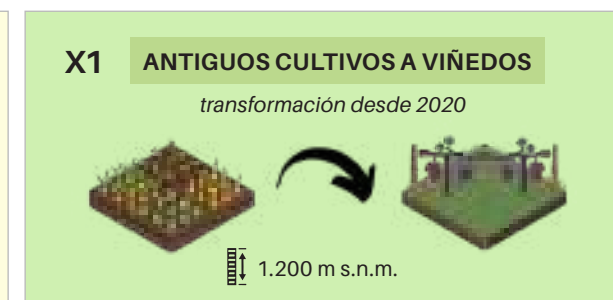 X1 ANTIGUOS CULTIVOS A VIÑEDOS
transformación desde 2020
1.200 m s.n.m.